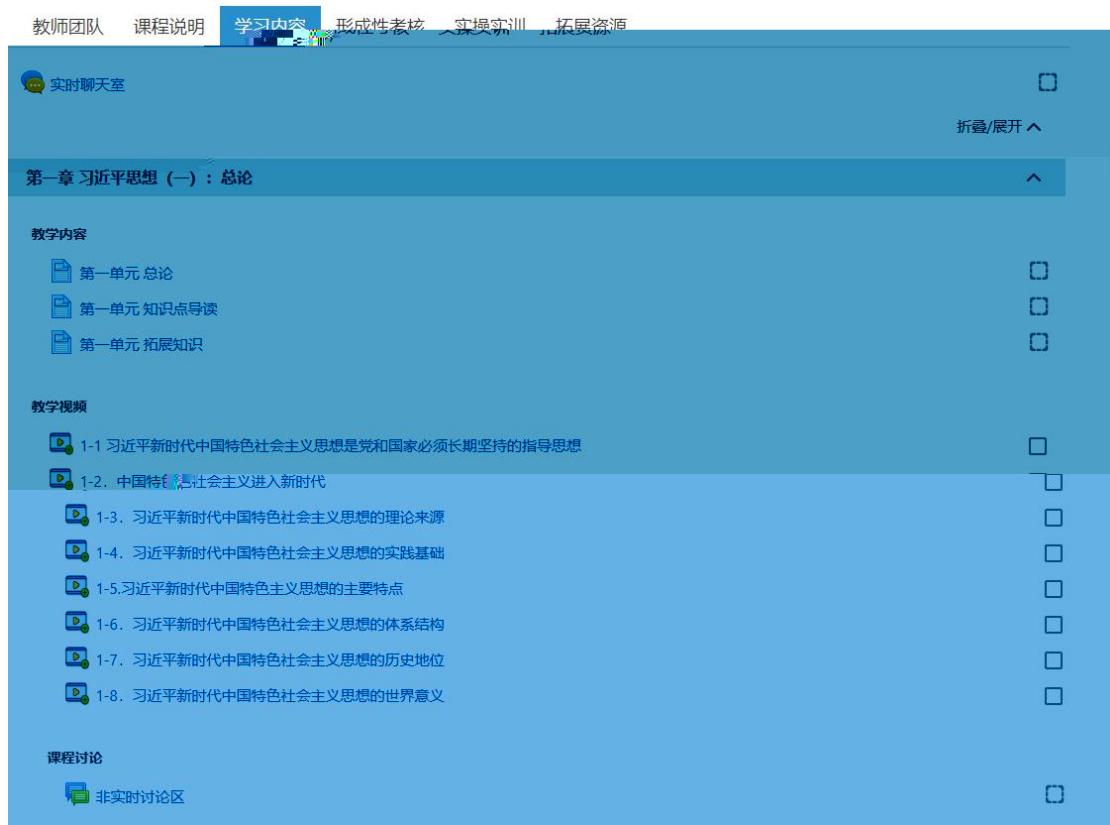 教师团队 课程说明 学习内容 形成性考核 实操实训 拓展资源
实时聊天室
折叠/展开
第一章 习近平思想（一）：总论
教学内容
第一单元 总论
第一单元 知识点导读
第一单元 拓展知识
教学视频
1-1 习近平新时代中国特色社会主义思想是党和国家必须长期坚持的指导思想
1-2. 中国特色社会主义进入新时代
1-3. 习近平新时代中国特色社会主义思想的理论来源
1-4. 习近平新时代中国特色社会主义思想的实践基础
1-5.习近平新时代中国特色主义思想的主要特点
1-6. 习近平新时代中国特色社会主义思想的体系结构
1-7. 习近平新时代中国特色社会主义思想的历史地位
1-8. 习近平新时代中国特色社会主义思想的世界意义
课程讨论
非实时讨论区